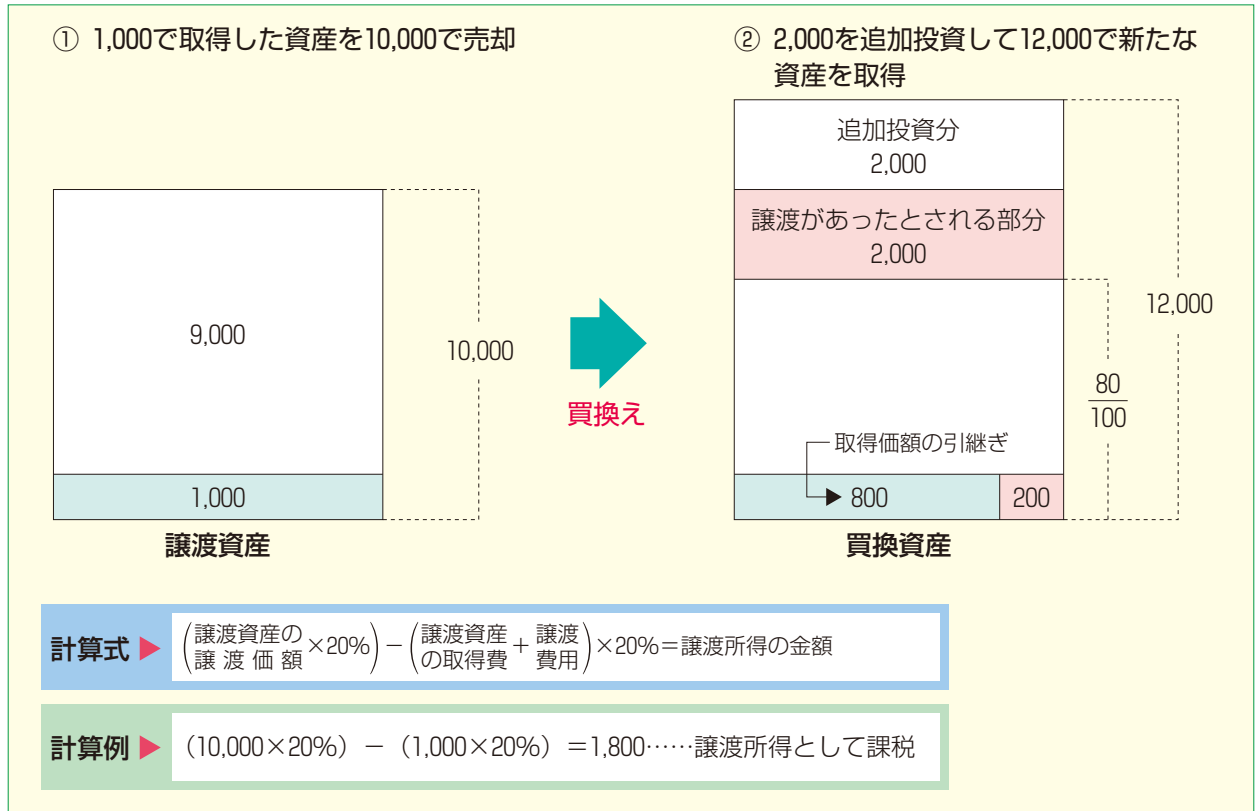 ① 1,000で取得した資産を10,000で売却
9,000
10,000
1,000
譲渡資産
買換え
② 2,000を追加投資して12,000で新たな
資産を取得
追加投資分
2,000
譲渡があったとされる部分
2,000
12,000
80
100
取得価額の引継ぎ
800
200
買換資産
計算式▶
(譲渡資産の譲渡価額×20%)−(譲渡資産の取得費+譲渡費用)×20%=譲渡所得の金額
計算例▶
(10,000×20%)−(1,000×20%)=1,800……譲渡所得として課税